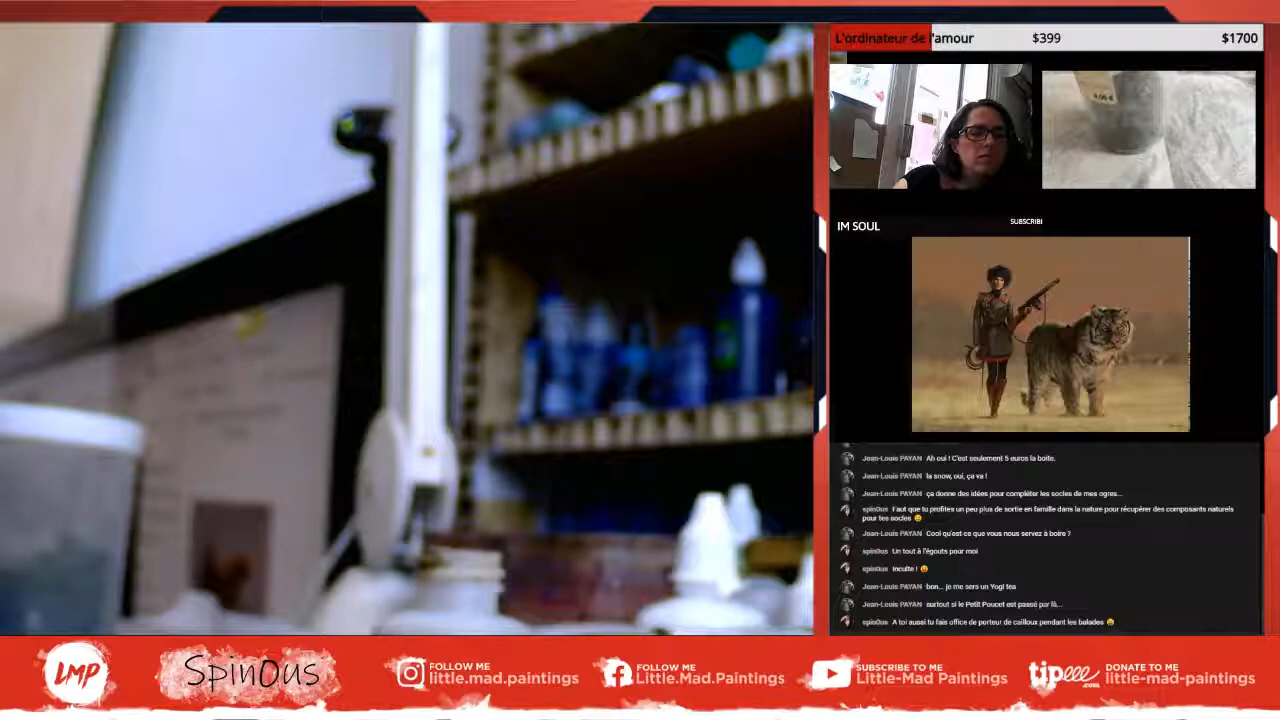 L'ordinateur de l'amour $399 $1700
IM SOUL
SUBSCRIBI
Jean-Louis PAYAN Ah oui ! C'est seulement 5 euros la boite.
Jean-Louis PAYAN la snow, oui, ça va !
Jean-Louis PAYAN ça donne des idées pour compléter les socles de mes ogres...
spin0us Faut que tu profites un peu plus de sortie en famille dans la nature pour récupérer des composants naturels
pour tes socles 😀
Jean-Louis PAYAN Cool qu'est-ce que vous nous servez à boire ?
spin0us Un tout à l'égouts pour moi
spin0us Inculte ! 😀
Jean-Louis PAYAN bon... je me sers un Yogi tea
Jean-Louis PAYAN surtout si le Petit Poucet est passé par là...
spin0us A toi aussi tu fais office de porteur de cailloux pendant les balades 😀
LMP
Spin0us
FOLLOW ME
little.mad.paintings
FOLLOW ME
Little.Mad.Paintings
SUBSCRIBE TO ME
Little-Mad Paintings
tipeee.com
DONATE TO ME
little-mad-paintings